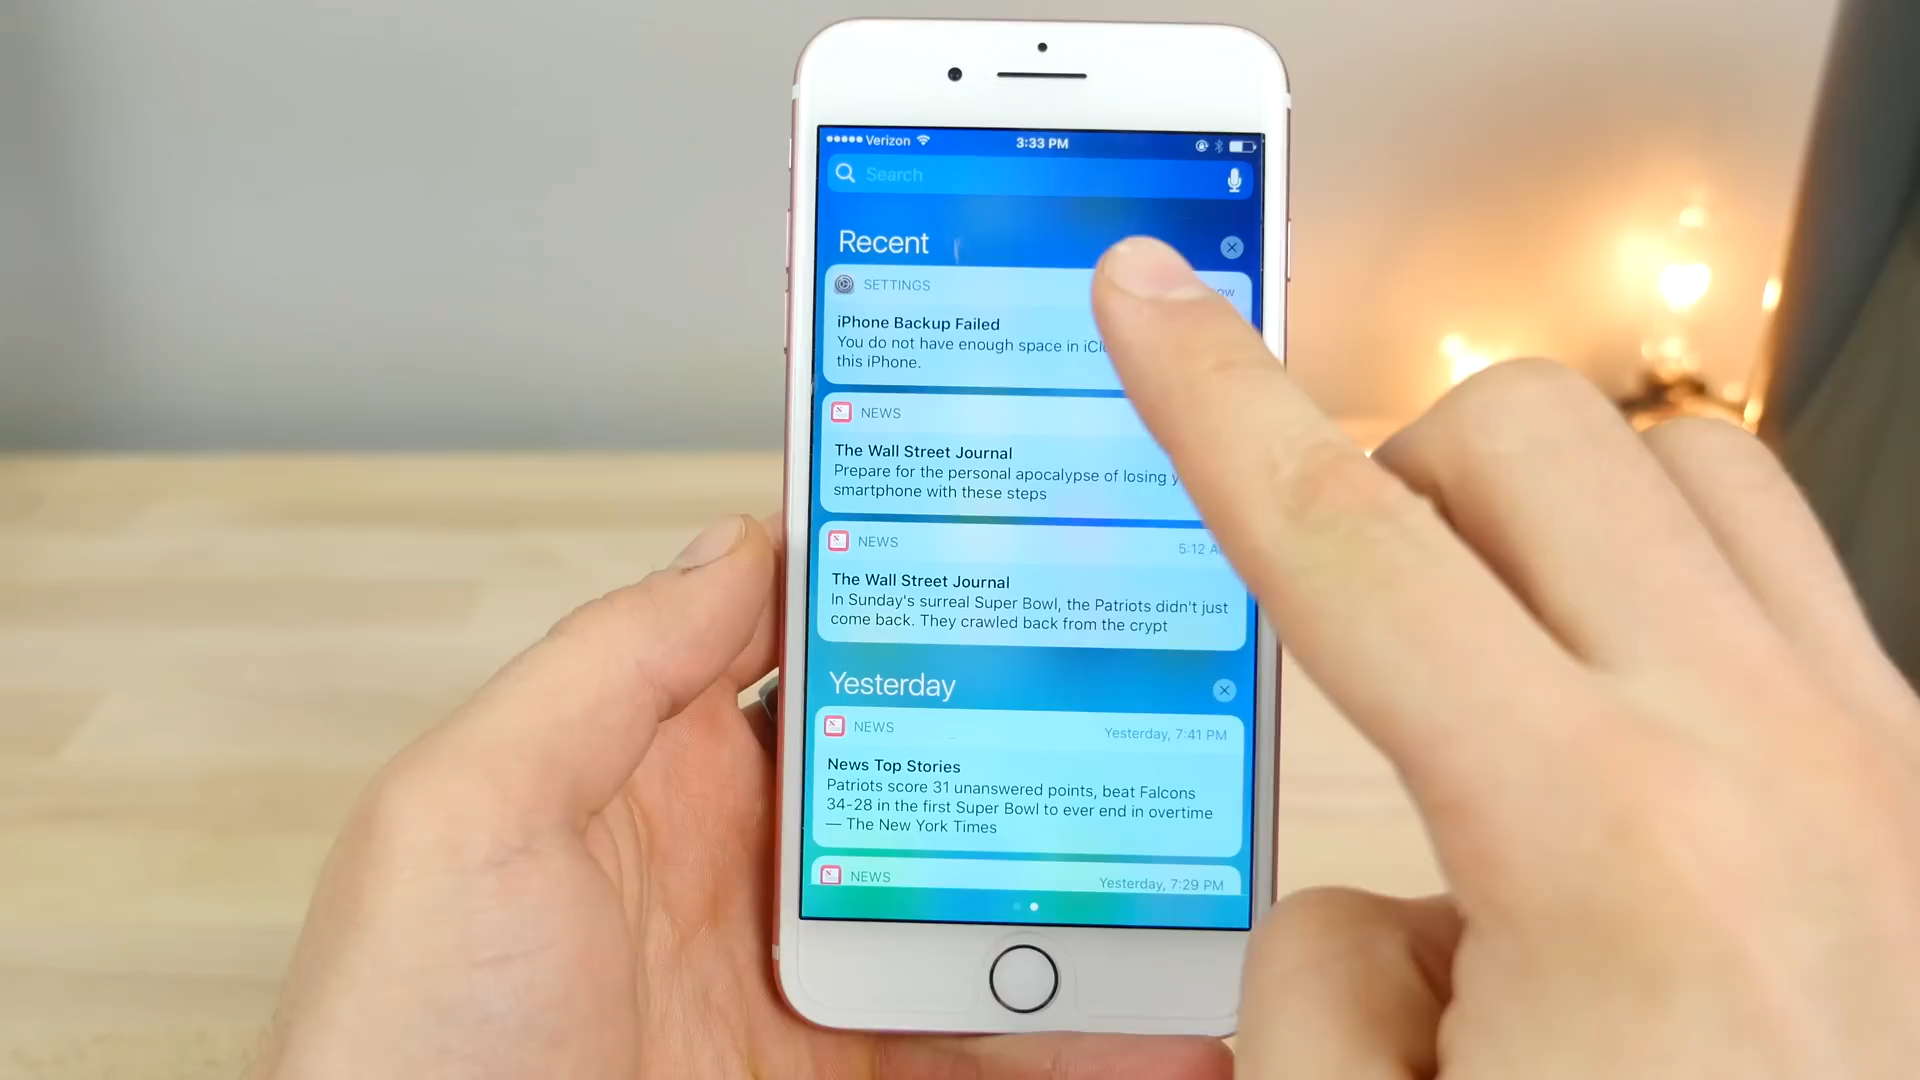 Verizon
3:33 PM
Search
Recent
SETTINGS
iPhone Backup Failed
You do not have enough space in
this iPhone.
NEWS
The Wall Street Journal
Prepare for the personal apocalypse of losing
smartphone with these steps
NEWS
5:12
The Wall Street Journal
In Sunday's surreal Super Bowl, the Patriots didn't just
come back. They crawled back from the crypt
Yesterday
NEWS
Yesterday, 7:41 PM
News Top Stories
Patriots score 31 unanswered points, beat Falcons
34-28 in the first Super Bowl to ever end in overtime
— The New York Times
NEWS
Yesterday, 7:29 PM